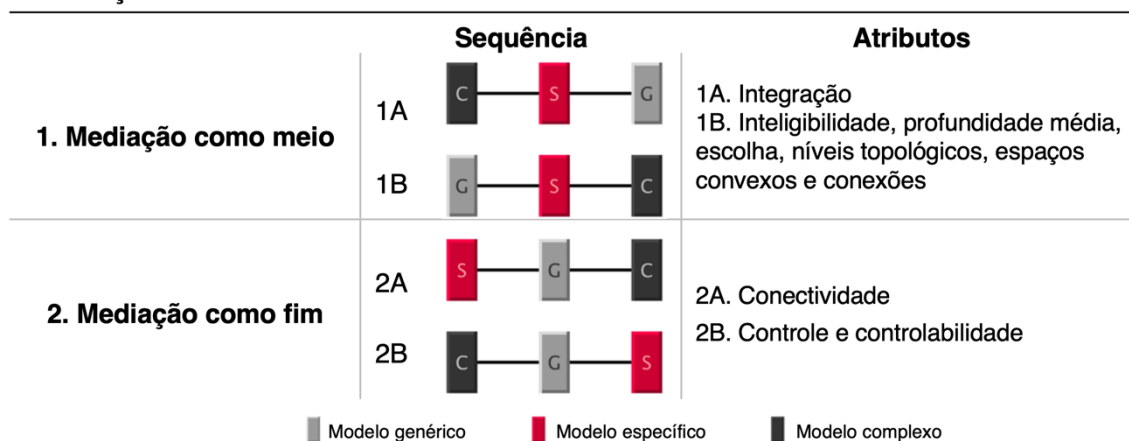 Sequência Atributos
1. Mediação como meio
1A C S G
1B G S C
1A. Integração
1B. Inteligibilidade, profundidade média,
escolha, níveis topológicos, espaços
convexos e conexões
2. Mediação como fim
2A S G C
2B C G S
2A. Conectividade
2B. Controle e controlabilidade
Modelo genérico Modelo específico Modelo complexo